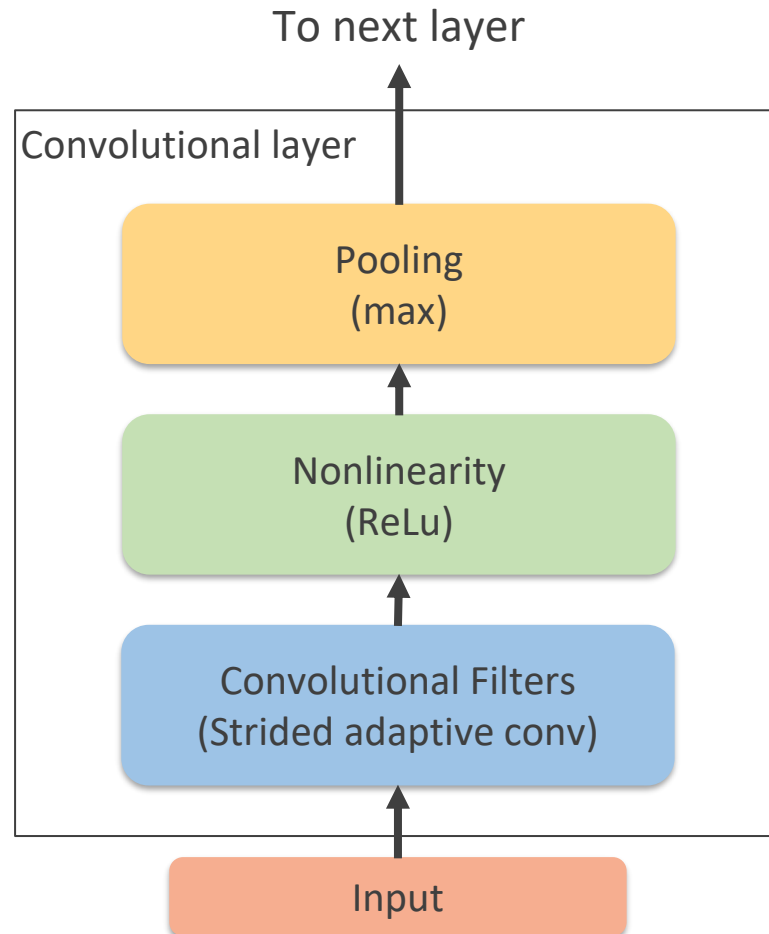 To next layer
Convolutional layer
Pooling
(max)
Nonlinearity
(ReLu)
Convolutional Filters
(Strided adaptive conv)
Input